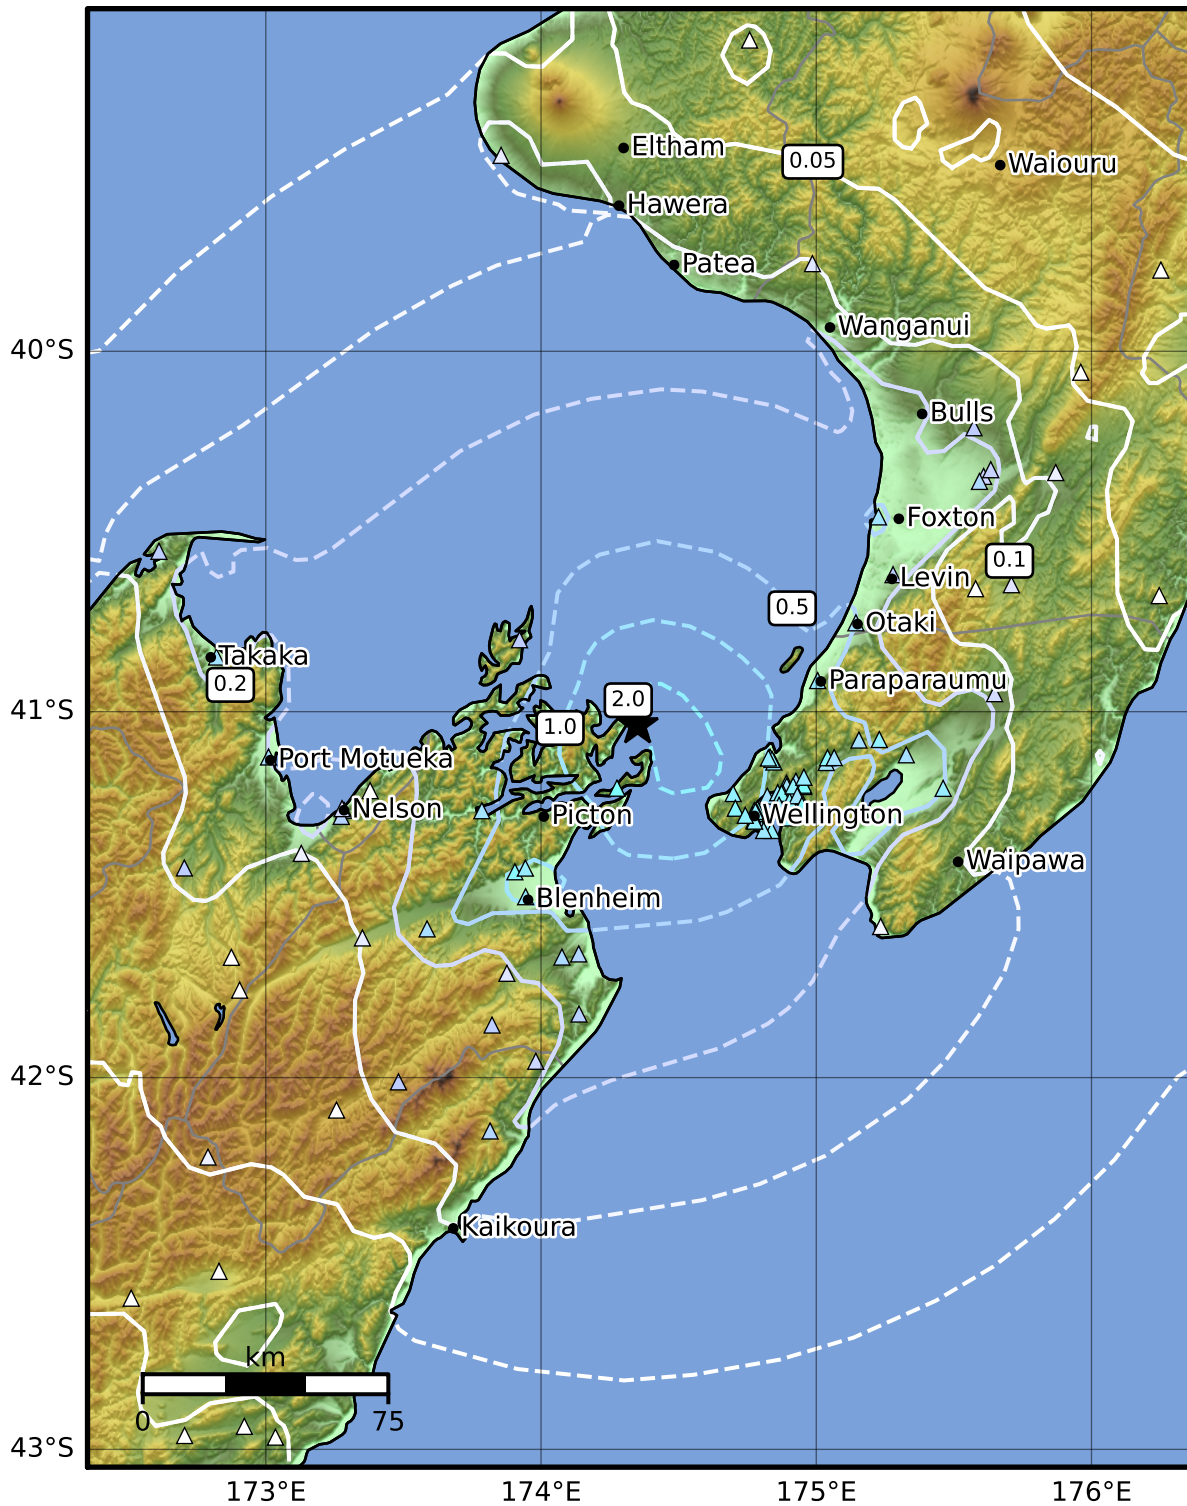 Eltham
0.05
Waiouru
Hawera
Patea
Wanganui
40°S
Bulls
Foxton
0.1
Levin
0.5
Otaki
Takaka
0.2
Paraparaumu
2.0
41°S
1.0
Port Motueka
Nelson
Picton
Wellington
Waipawa
Blenheim
42°S
Kaikoura
km
0
75
43°S
173°E
174°E
175°E
176°E